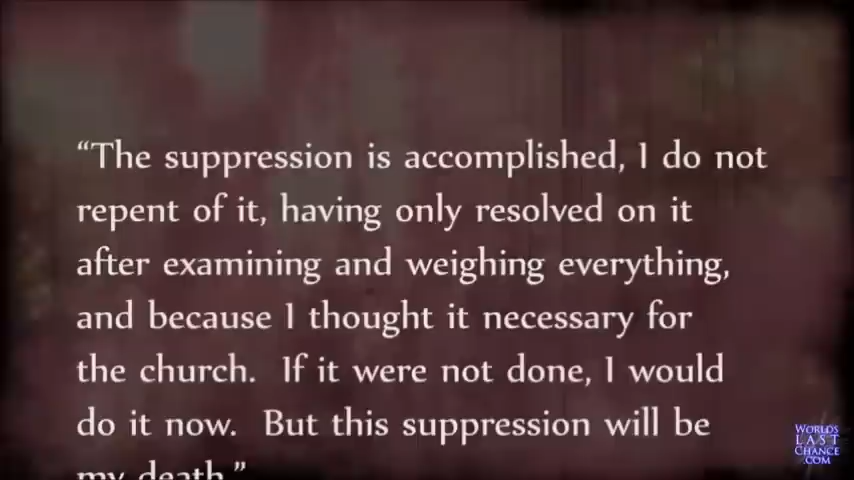 “The suppression is accomplished, I do not
repent of it, having only resolved on it
after examining and weighing everything,
and because I thought it necessary for
the church.  If it were not done, I would
do it now.  But this suppression will be
my death.”
WORLD'S
LAST
CHANCE
.COM